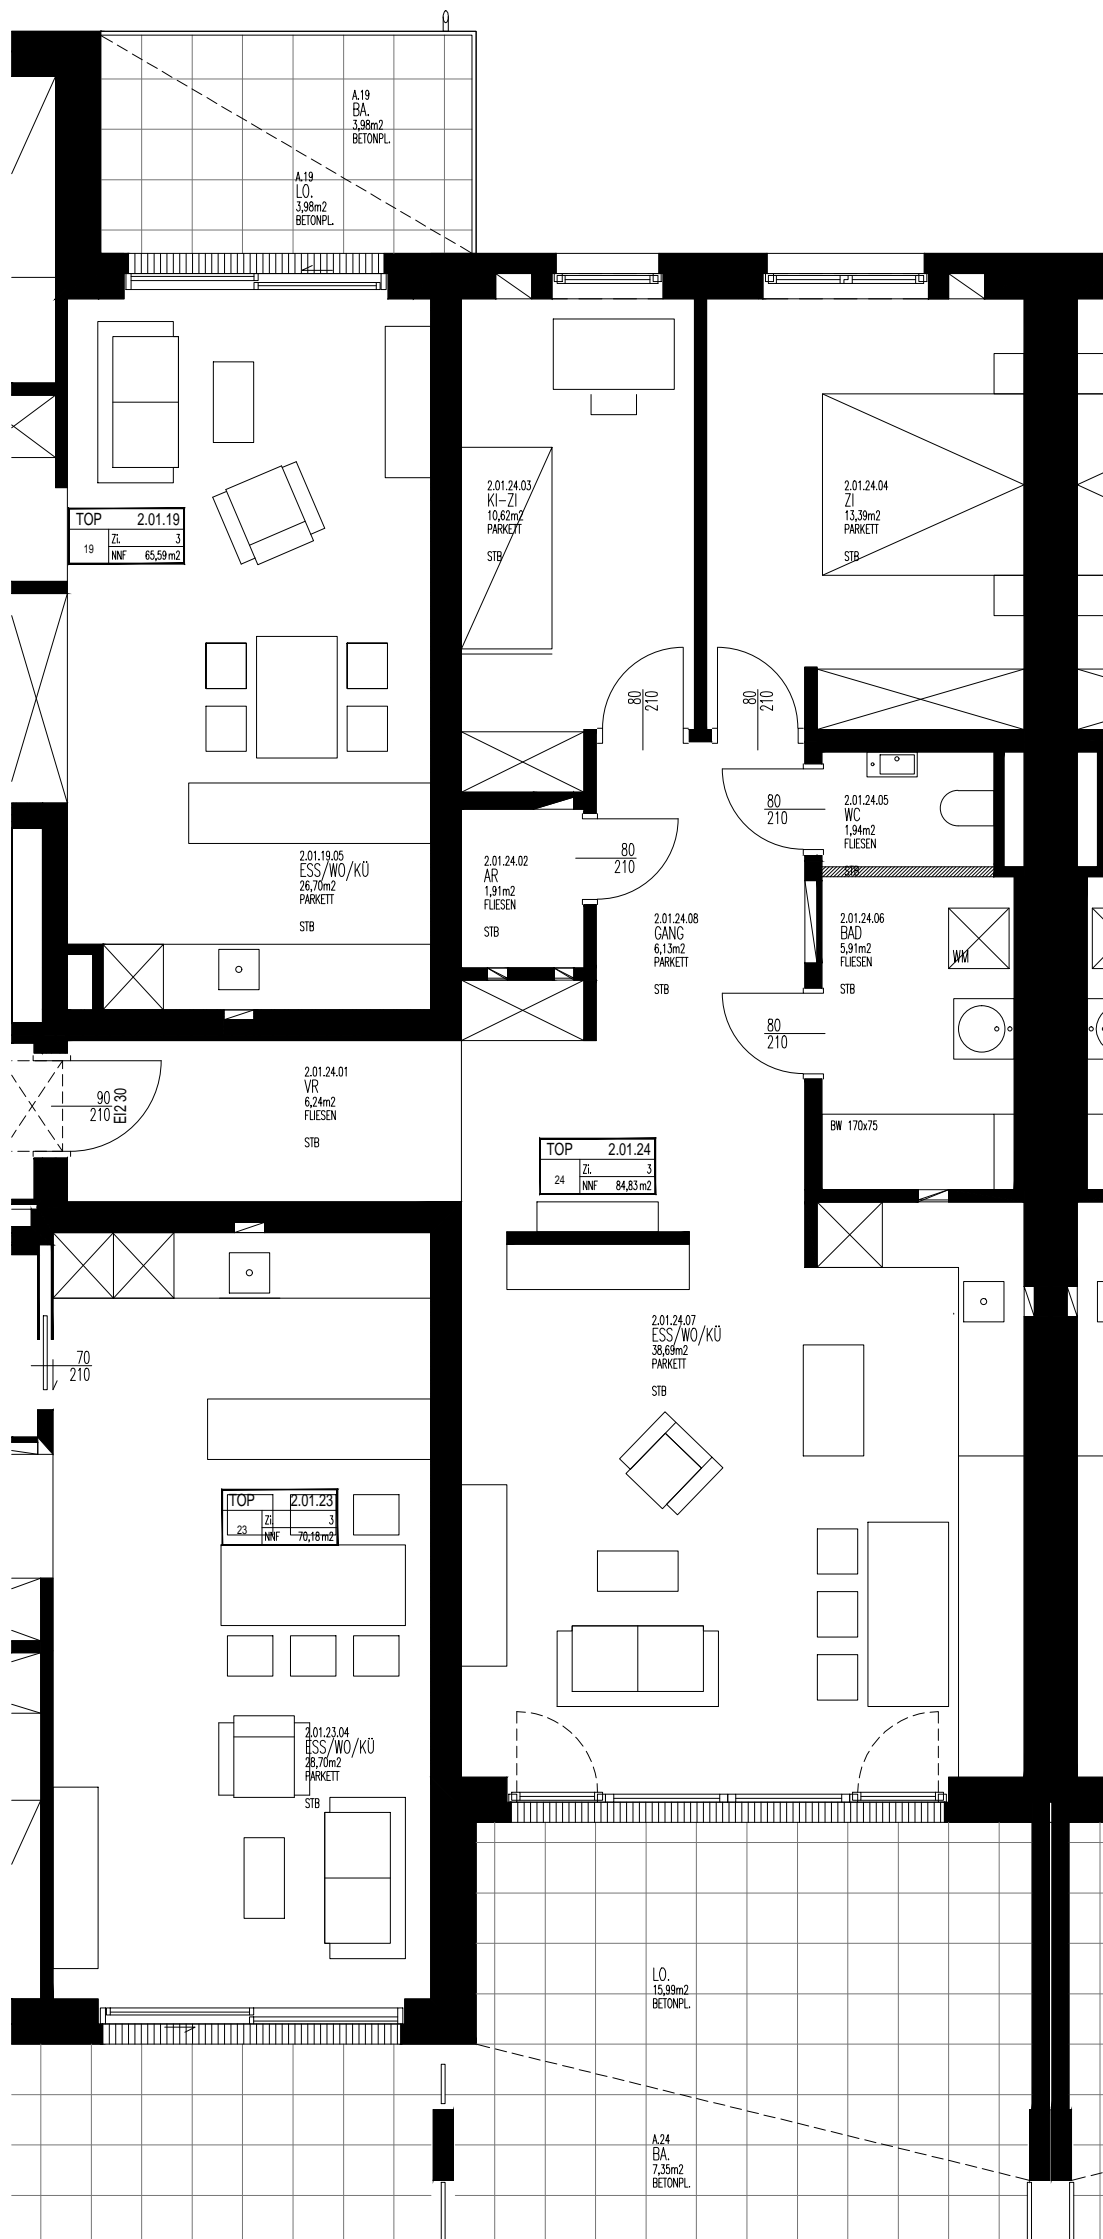 A.19
BA.
3,98m2
BETONPL.
A.19
LO.
3,98m2
BETONPL.
2.01.24.03
KI-ZI
10,62m2
PARKETT
STB
2.01.24.04
ZI
13,39m2
PARKETT
STB
TOP 2.01.19
19 Zi. 3
NNF 65,59 m2
80
210
80
210
80
210
2.01.24.05
WC
1,94m2
FLIESEN
STB
2.01.19.05
ESS/WO/KÜ
26,70m2
PARKETT
STB
2.01.24.02
AR
1,91m2
FLIESEN
STB
80
210
2.01.24.08
GANG
6,13m2
PARKETT
STB
2.01.24.06
BAD
5,91m2
FLIESEN
STB
WM
80
210
2.01.24.01
VR
6,24m2
FLIESEN
STB
90
210
EI2 30
BW 170x75
TOP 2.01.24
24 Zi. 3
NNF 84,83 m2
2.01.24.07
ESS/WO/KÜ
38,69m2
PARKETT
STB
70
210
TOP 2.01.23
23 Zi. 3
NNF 70,18 m2
2.01.23.04
ESS/WO/KÜ
28,70m2
PARKETT
STB
LO.
15,99m2
BETONPL.
A.24
BA.
7,35m2
BETONPL.